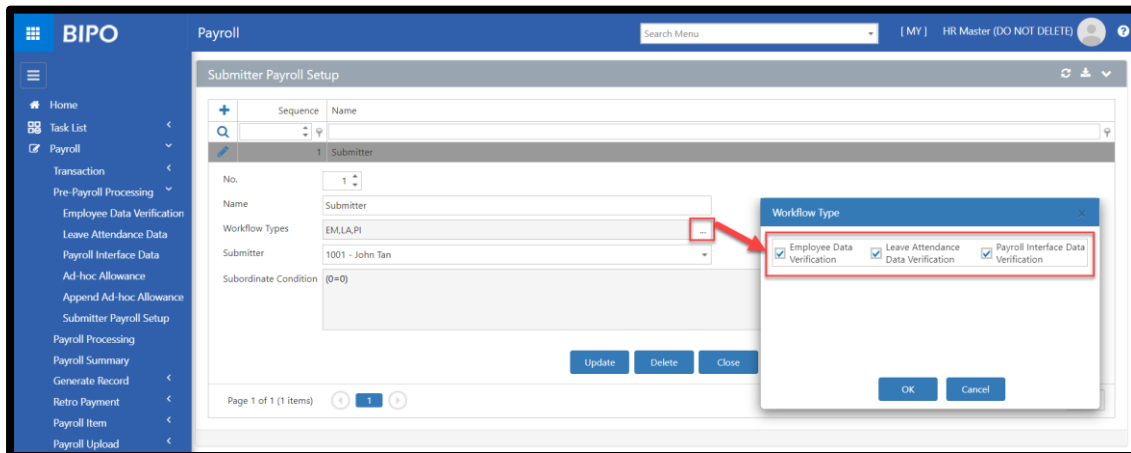 BIPO
Payroll
Search Menu
[ MY ] HR Master (DO NOT DELETE)
?
Submitter Payroll Setup
Home
Task List
Payroll
Transaction
Pre-Payroll Processing
Employee Data Verification
Leave Attendance Data
Payroll Interface Data
Ad-hoc Allowance
Append Ad-hoc Allowance
Submitter Payroll Setup
Payroll Processing
Payroll Summary
Generate Record
Retro Payment
Payroll Item
Payroll Upload
Sequence Name
1 Submitter
No. 1
Name Submitter
Workflow Types EM,LA,PI ...
Submitter 1001 - John Tan
Subordinate Condition (0=0)
Update Delete Close
Page 1 of 1 (1 items) 1
Workflow Type ×
Employee Data Verification
Leave Attendance Data Verification
Payroll Interface Data Verification
OK Cancel